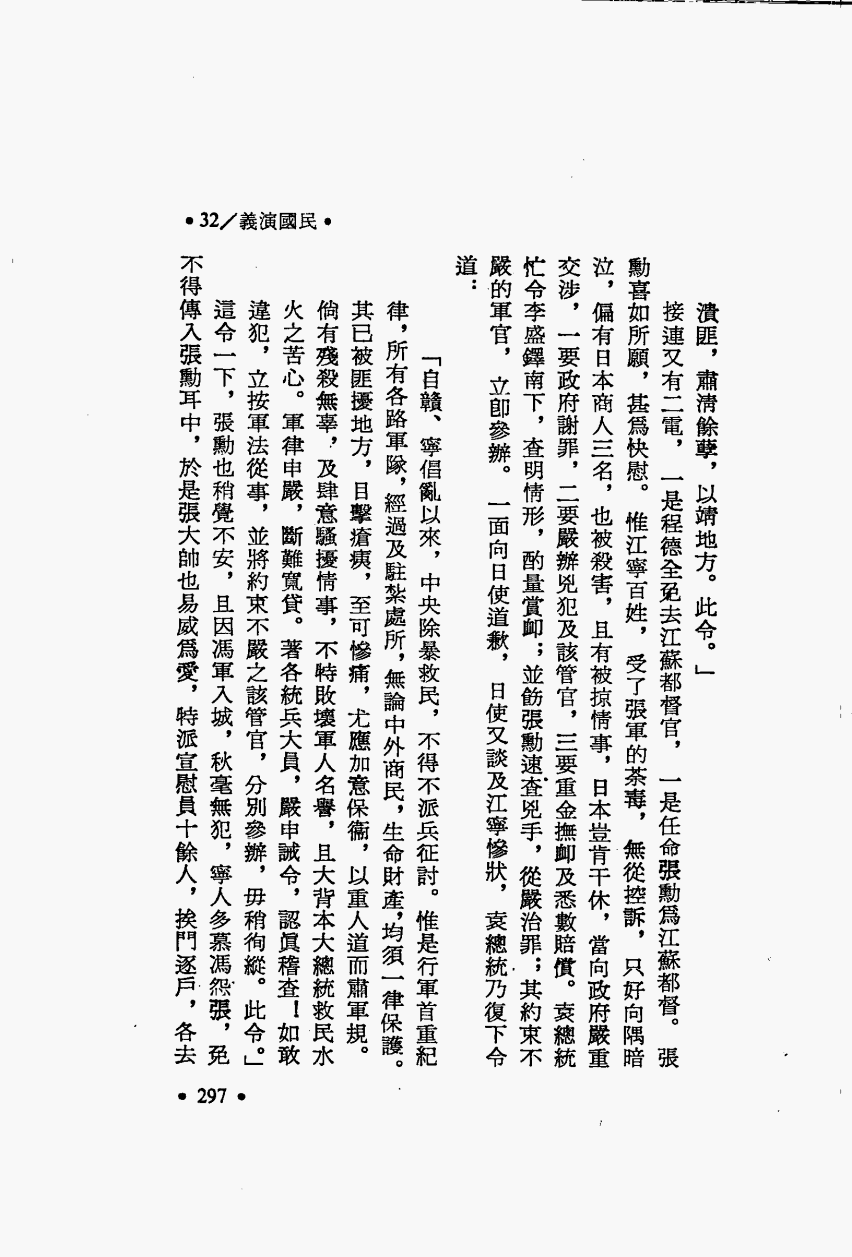 •32/義演國民•
潰匪，肅清餘孽，以靖地方。此令。」
接連又有二電，一是程德全免去江蘇都督官，一是任命張勳爲江蘇都督。張
勳喜如所願，甚爲快慰。惟江寧百姓，受了張軍的荼毒，無從控訴，只好向隅暗
泣，偏有日本商人三名，也被殺害，且有被掠情事，日本豈肯干休，當向政府嚴重
交涉，一要政府謝罪，二要嚴辦兇犯及該管官，三要重金撫卹及悉數賠償。袁總統
忙令李盛鐸南下，查明情形，酌量賞卹；並飭張勳速查兇手，從嚴治罪；其約束不
嚴的軍官，立卽參辦。一面向日使道歉，日使又談及江寧慘狀，袁總統乃復下令
道：
「自贛、寧倡亂以來，中央除暴救民，不得不派兵征討。惟是行軍首重紀
律，所有各路軍隊，經過及駐紮處所，無論中外商民，生命財產，均須一律保護。
其已被匪擾地方，目擊瘡痍，至可慘痛，尤應加意保衞，以重人道而肅軍規。
倘有殘殺無辜，及肆意騷擾情事，不特敗壞軍人名譽，且大背本大總統救民水
火之苦心。軍律申嚴，斷難寬貸。著各統兵大員，嚴申誡令，認眞稽查！如敢
違犯，立按軍法從事，並將約束不嚴之該管官，分別參辦，毋稍徇縱。此令。」
這令一下，張勳也稍覺不安，且因馮軍入城，秋毫無犯，寧人多慕馮怨張，免
不得傳入張勳耳中，於是張大帥也易威爲愛，特派宣慰員十餘人，挨門逐戶，各去
•297•